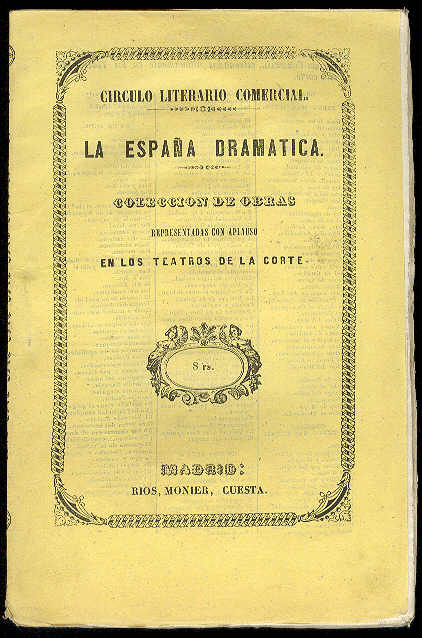 CIRCULO LITERARIO COMERCIAL.
LA ESPAÑA DRAMATICA.
COLECCION DE OBRAS
REPRESENTADAS CON APLAUSO
EN LOS TEATROS DE LA CORTE.
8 rs.
MADRID:
RIOS, MONIER, CUESTA.